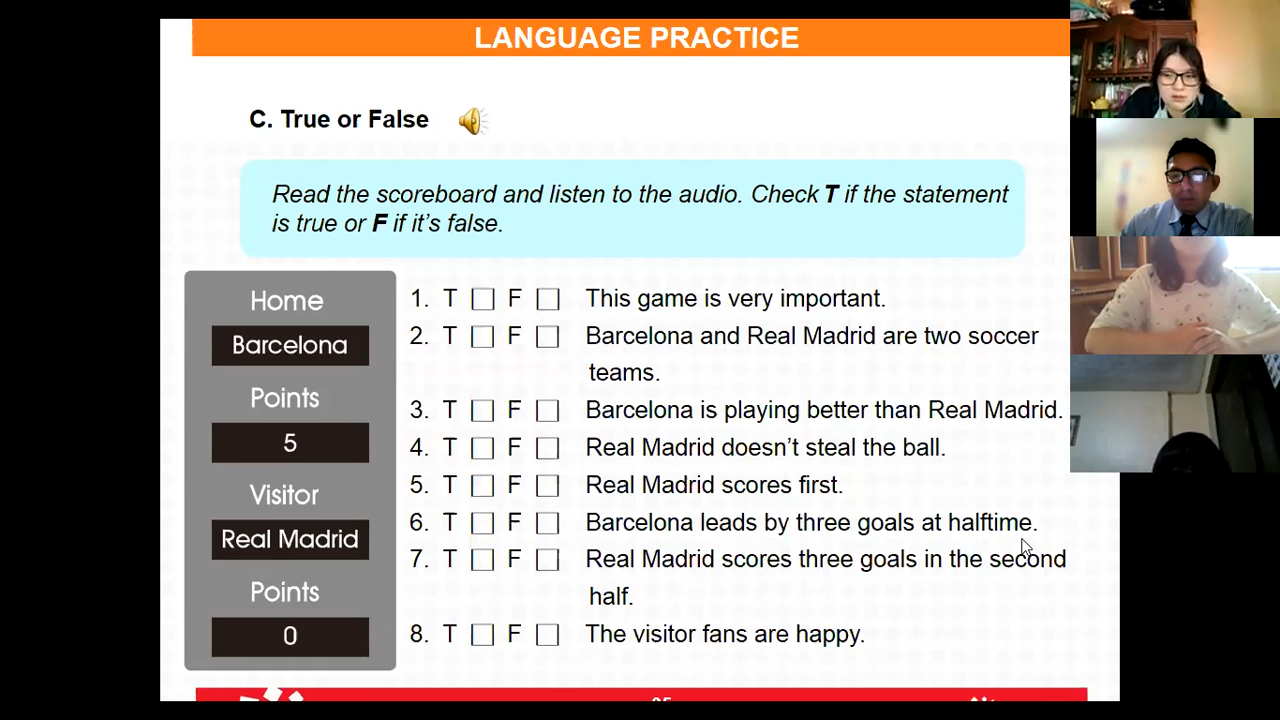 LANGUAGE PRACTICE
C. True or False
Read the scoreboard and listen to the audio. Check T if the statement
is true or F if it's false.
Home
Barcelona
Points
5
Visitor
Real Madrid
Points
0
1. T F This game is very important.
2. T F Barcelona and Real Madrid are two soccer
teams.
3. T F Barcelona is playing better than Real Madrid.
4. T F Real Madrid doesn't steal the ball.
5. T F Real Madrid scores first.
6. T F Barcelona leads by three goals at halftime.
7. T F Real Madrid scores three goals in the second
half.
8. T F The visitor fans are happy.